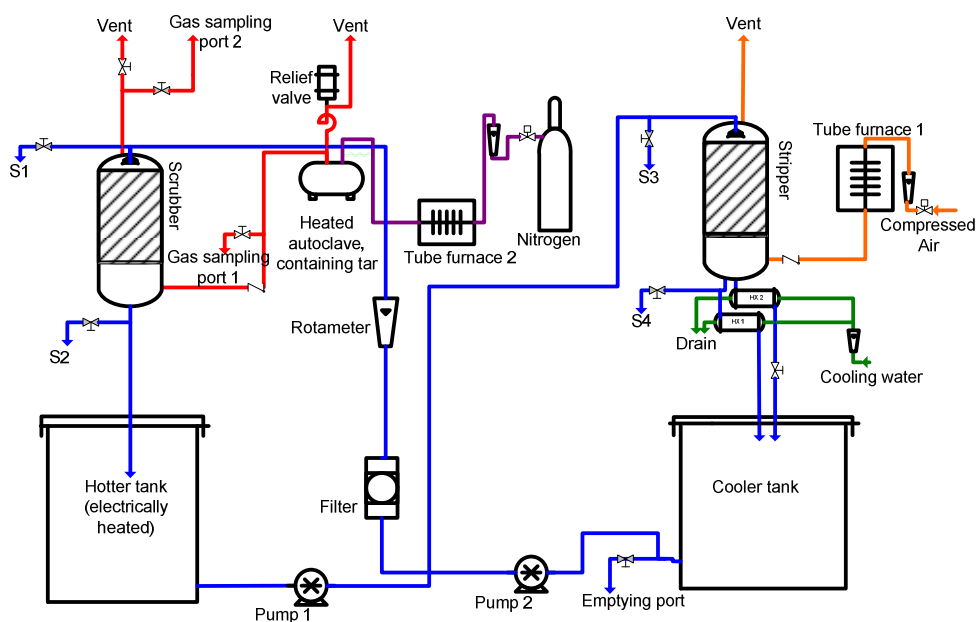 Vent
Gas sampling
port 2
Vent
Vent
Relief
valve
Tube furnace 1
S1
Scrubber
S3
Stripper
Heated
autoclave,
containing tar
Nitrogen
Compressed
Air
Gas sampling
port 1
Tube furnace 2
Rotameter
HX 2
S4
HX 1
S2
Drain
Cooling water
Hotter tank
(electrically
heated)
Filter
Cooler tank
Pump 1
Pump 2
Emptying port